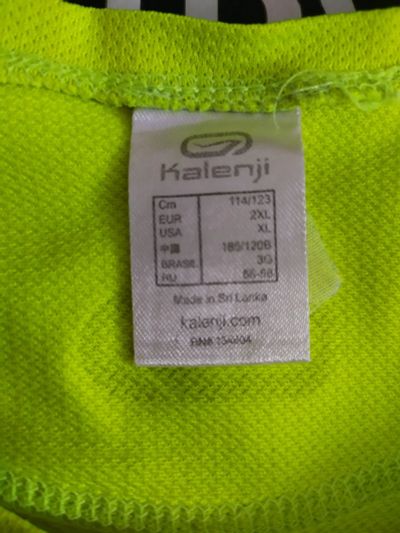 Kalenji
Cm 114/123
EUR 2XL
USA XL
中國 185/120B
BRASIL 3G
RU 56-58
Made in Sri Lanka
kalenji.com